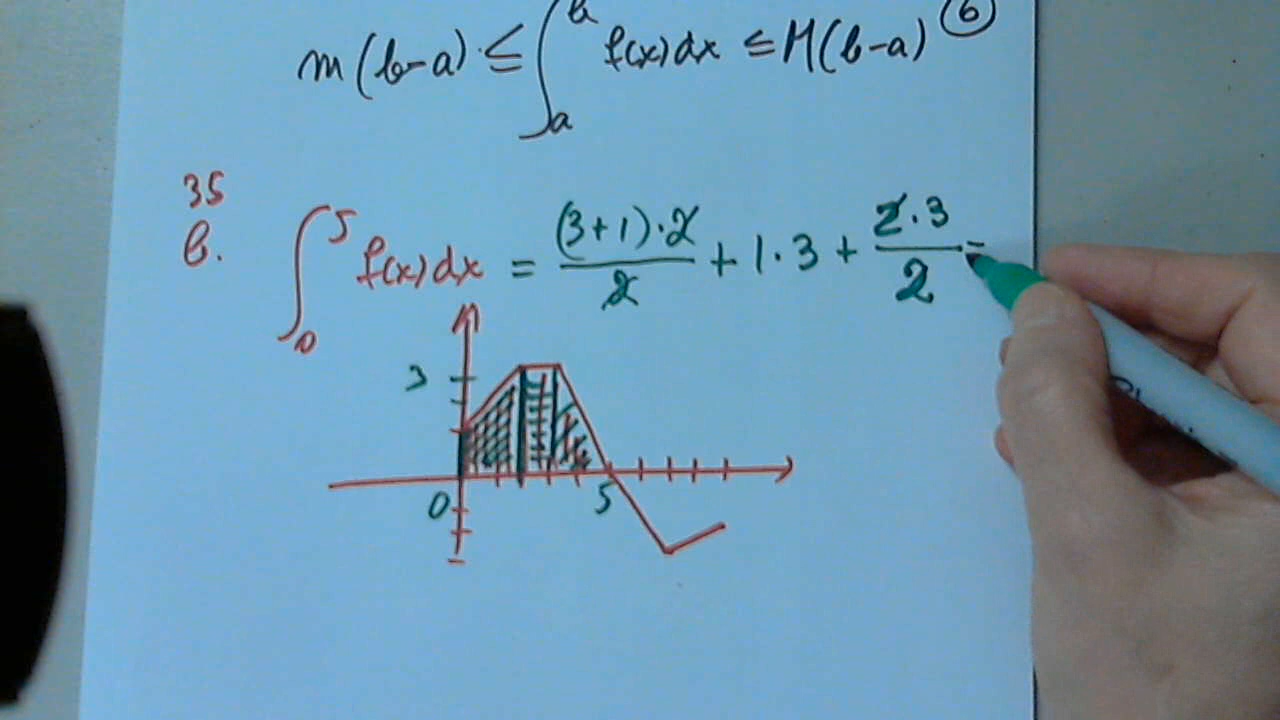 m(b-a) ≤ ∫_a^b f(x)dx ≤ M(b-a) ⑥
35
b. ∫_0^5 f(x)dx = (3+1)·2/2 + 1·3 + 2·3/2 =
3
0 5